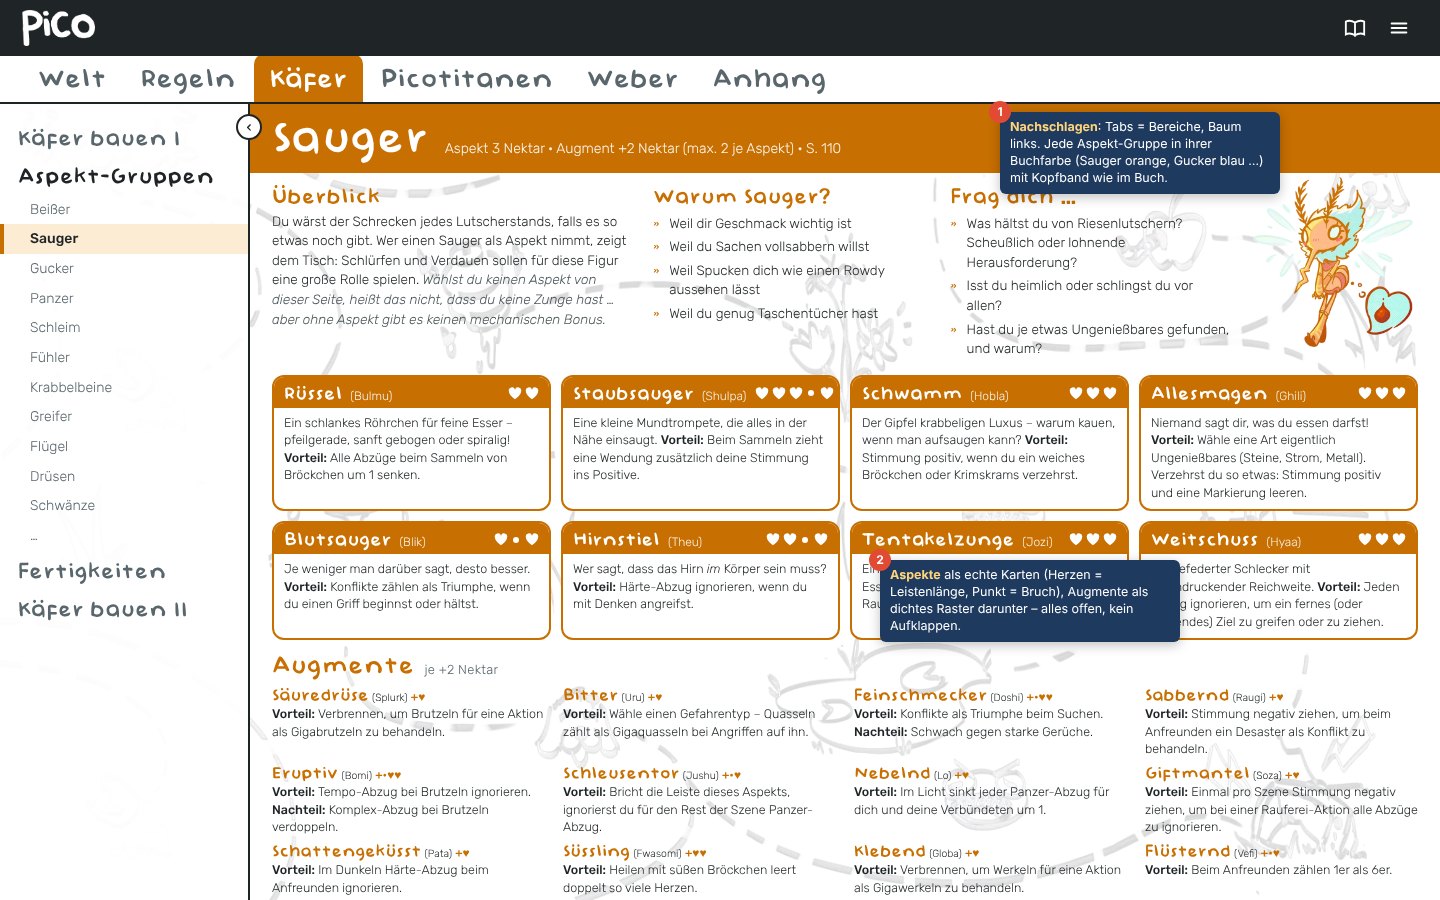 PiCO
Welt Regeln Käfer Picotitanen Weber Anhang
Käfer bauen I
Aspekt-Gruppen
Beißer
Sauger
Gucker
Panzer
Schleim
Fühler
Krabbelbeine
Greifer
Flügel
Drüsen
Schwänze
...
Fertigkeiten
Käfer bauen II
Sauger Aspekt 3 Nektar • Augment +2 Nektar (max. 2 je Aspekt) • S. 110
1
Nachschlagen: Tabs = Bereiche, Baum
links. Jede Aspekt-Gruppe in ihrer
Buchfarbe (Sauger orange, Gucker blau ...)
mit Kopfband wie im Buch.
Überblick
Du wärst der Schrecken jedes Lutscherstands, falls es so
etwas noch gibt. Wer einen Sauger als Aspekt nimmt, zeigt
dem Tisch: Schlürfen und Verdauen sollen für diese Figur
eine große Rolle spielen. Wählst du keinen Aspekt von
dieser Seite, heißt das nicht, dass du keine Zunge hast ...
aber ohne Aspekt gibt es keinen mechanischen Bonus.
Warum Sauger?
» Weil dir Geschmack wichtig ist
» Weil du Sachen vollsabbern willst
» Weil Spucken dich wie einen Rowdy
aussehen lässt
» Weil du genug Taschentücher hast
Frag dich ...
» Was hältst du von Riesenlutschern?
Scheußlich oder lohnende
Herausforderung?
» Isst du heimlich oder schlingst du vor
allen?
» Hast du je etwas Ungenießbares gefunden,
und warum?
Rüssel (Bulmu) ♥♥
Ein schlankes Röhrchen für feine Esser –
pfeilgerade, sanft gebogen oder spiralig!
Vorteil: Alle Abzüge beim Sammeln von
Bröckchen um 1 senken.
Staubsauger (Shulpa) ♥♥♥•♥
Eine kleine Mundtrompete, die alles in der
Nähe einsaugt. Vorteil: Beim Sammeln zieht
eine Wendung zusätzlich deine Stimmung
ins Positive.
Schwamm (Hobla) ♥♥♥
Der Gipfel krabbeligen Luxus – warum kauen,
wenn man aufsaugen kann? Vorteil:
Stimmung positiv, wenn du ein weiches
Bröckchen oder Krimskrams verzehrst.
Allesmagen (Ghili) ♥♥♥
Niemand sagt dir, was du essen darfst!
Vorteil: Wähle eine Art eigentlich
Ungenießbares (Steine, Strom, Metall).
Verzehrst du so etwas: Stimmung positiv
und eine Markierung leeren.
Blutsauger (Blik) ♥•♥
Je weniger man darüber sagt, desto besser.
Vorteil: Konflikte zählen als Triumphe, wenn
du einen Griff beginnst oder hältst.
Hirnstiel (Theu) ♥♥•♥
Wer sagt, dass das Hirn im Körper sein muss?
Vorteil: Härte-Abzug ignorieren, wenn du
mit Denken angreifst.
Tentakelzunge (Jozi) ♥♥♥
2
Aspekte als echte Karten (Herzen =
Leistenlänge, Punkt = Bruch), Augmente als
dichtes Raster darunter – alles offen, kein
Aufklappen.
Weitschuss (Hyaa) ♥♥♥
efederter Schlecker mit
druckender Reichweite. Vorteil: Jeden
g ignorieren, um ein fernes (oder
endes) Ziel zu greifen oder zu ziehen.
Augmente je +2 Nektar
Säuredrüse (Splurk) +♥
Vorteil: Verbrennen, um Brutzeln für eine Aktion
als Gigabrutzeln zu behandeln.
Bitter (Uru) +♥
Vorteil: Wähle einen Gefahrentyp – Quasseln
zählt als Gigaquasseln bei Angriffen auf ihn.
Feinschmecker (Doshi) +•♥♥
Vorteil: Konflikte als Triumphe beim Suchen.
Nachteil: Schwach gegen starke Gerüche.
Sabbernd (Raugi) +♥
Vorteil: Stimmung negativ ziehen, um beim
Anfreunden ein Desaster als Konflikt zu
behandeln.
Eruptiv (Bomi) +•♥♥
Vorteil: Tempo-Abzug bei Brutzeln ignorieren.
Nachteil: Komplex-Abzug bei Brutzeln
verdoppeln.
Schleusentor (Jushu) +•♥
Vorteil: Bricht die Leiste dieses Aspekts,
ignorierst du für den Rest der Szene Panzer-
Abzug.
Nebelnd (Lo) +♥
Vorteil: Im Licht sinkt jeder Panzer-Abzug für
dich und deine Verbündeten um 1.
Giftmantel (Soza) +♥
Vorteil: Einmal pro Szene Stimmung negativ
ziehen, um bei einer Rauferei-Aktion alle Abzüge
zu ignorieren.
Schattengeküsst (Pata) +♥
Vorteil: Im Dunkeln Härte-Abzug beim
Anfreunden ignorieren.
Süssling (Fwasomi) +♥♥
Vorteil: Heilen mit süßen Bröckchen leert
doppelt so viele Herzen.
Klebend (Globa) +♥
Vorteil: Verbrennen, um Werkeln für eine Aktion
als Gigawerkeln zu behandeln.
Flüsternd (Vefi) +•♥
Vorteil: Beim Anfreunden zählen 1er als 6er.